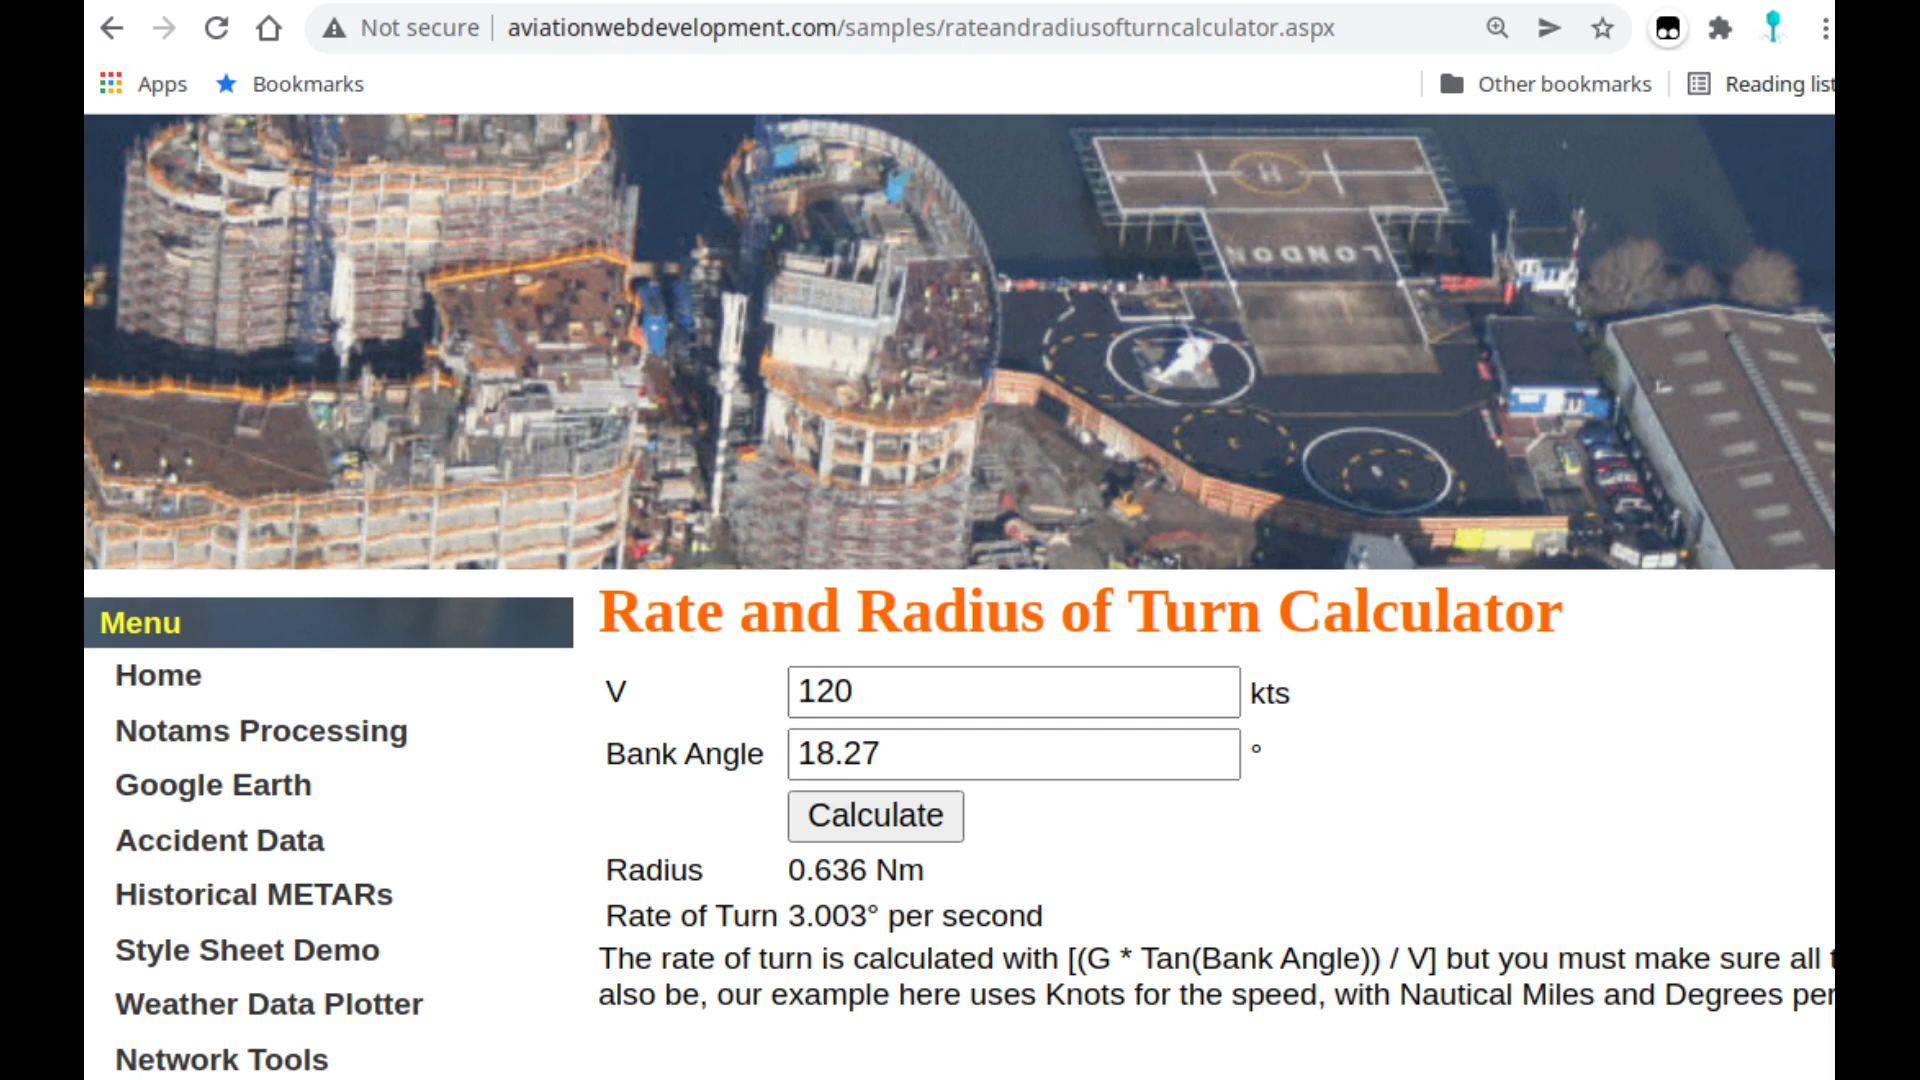 Not secure aviationwebdevelopment.com/samples/rateandradiusofturncalculator.aspx
Apps Bookmarks Other bookmarks Reading list
H
LONDON
Menu
Home
Notams Processing
Google Earth
Accident Data
Historical METARs
Style Sheet Demo
Weather Data Plotter
Network Tools
Rate and Radius of Turn Calculator
V 120 kts
Bank Angle 18.27 °
Calculate
Radius 0.636 Nm
Rate of Turn 3.003° per second
The rate of turn is calculated with [(G * Tan(Bank Angle)) / V] but you must make sure all
also be, our example here uses Knots for the speed, with Nautical Miles and Degrees per